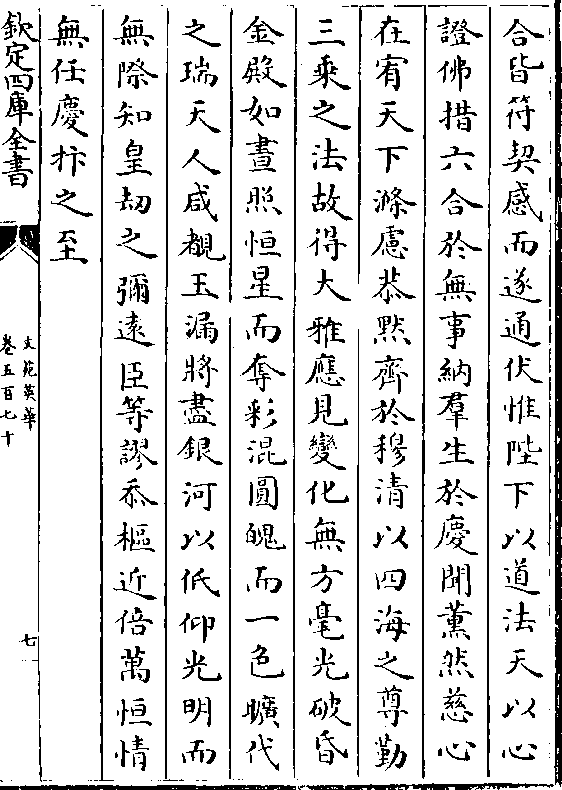 合皆符契感而遂通伏惟陛下以道法天以心
證佛措六合於無事納羣生於慶聞薰然慈心
在宥天下滌慮恭默齊於穆清以四海之尊勤
三乘之法故得大雅應見變化無方毫光破昏
金殿如晝照恒星而奪彩混圓魄而一色曠代
之瑞天人咸覩玉漏將盡銀河以低仰光明而
無際知皇劫之彌遠臣等謬忝樞近倍萬恒情
無任慶抃之至
欽定四庫全書
文苑英華
卷五百七十
七